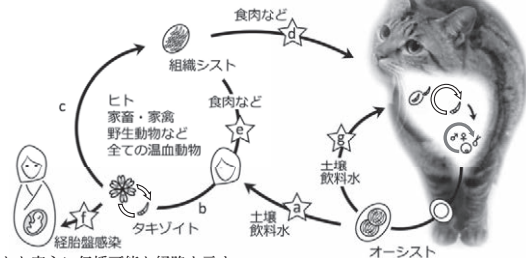 食肉など
d
組織シスト
c
ヒト
家畜・家禽
野生動物など
全ての温血動物
食肉など
e
g
土壌
飲料水
♂
♀
f
タキゾイト
b
a
土壌
飲料水
経胎盤感染
オーシスト